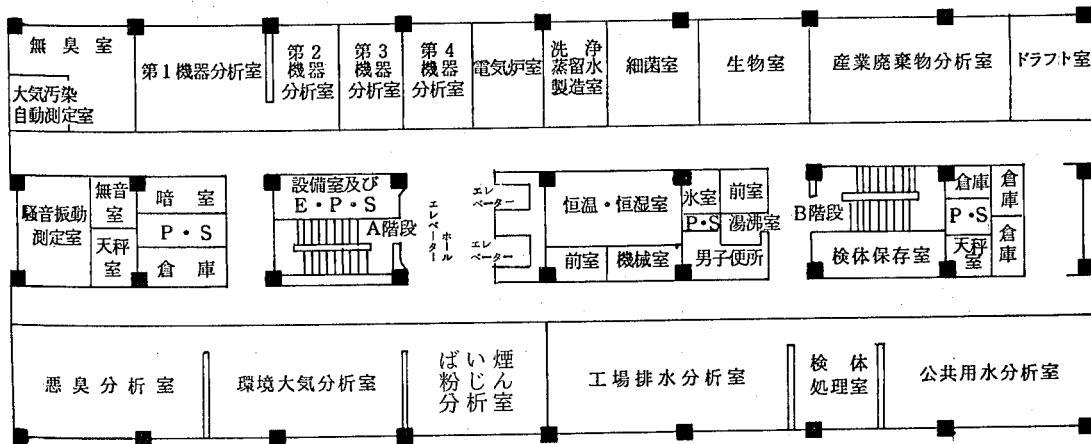 無臭室
大気汚染
自動測定室
第1機器分析室
第2
機器
分析室
第3
機器
分析室
第4
機器
分析室
電気炉室
洗浄
蒸留水
製造室
細菌室
生物室
産業廃棄物分析室
ドラフト室
騒音振動
測定室
無音
室
天秤
室
暗室
P・S
倉庫
設備室及び
E・P・S
A階段
エレベーター
ホール
エレ
ベーター
エレ
ベーター
恒温・恒湿室
前室
機械室
氷室
前室
P・S
湯沸室
男子便所
B階段
検体保存室
倉庫
P・S
天秤
室
倉庫
倉庫
悪臭分析室
環境大気分析室
煙ん室
いじ析
ば粉分
工場排水分析室
検体
処理室
公共用水分析室